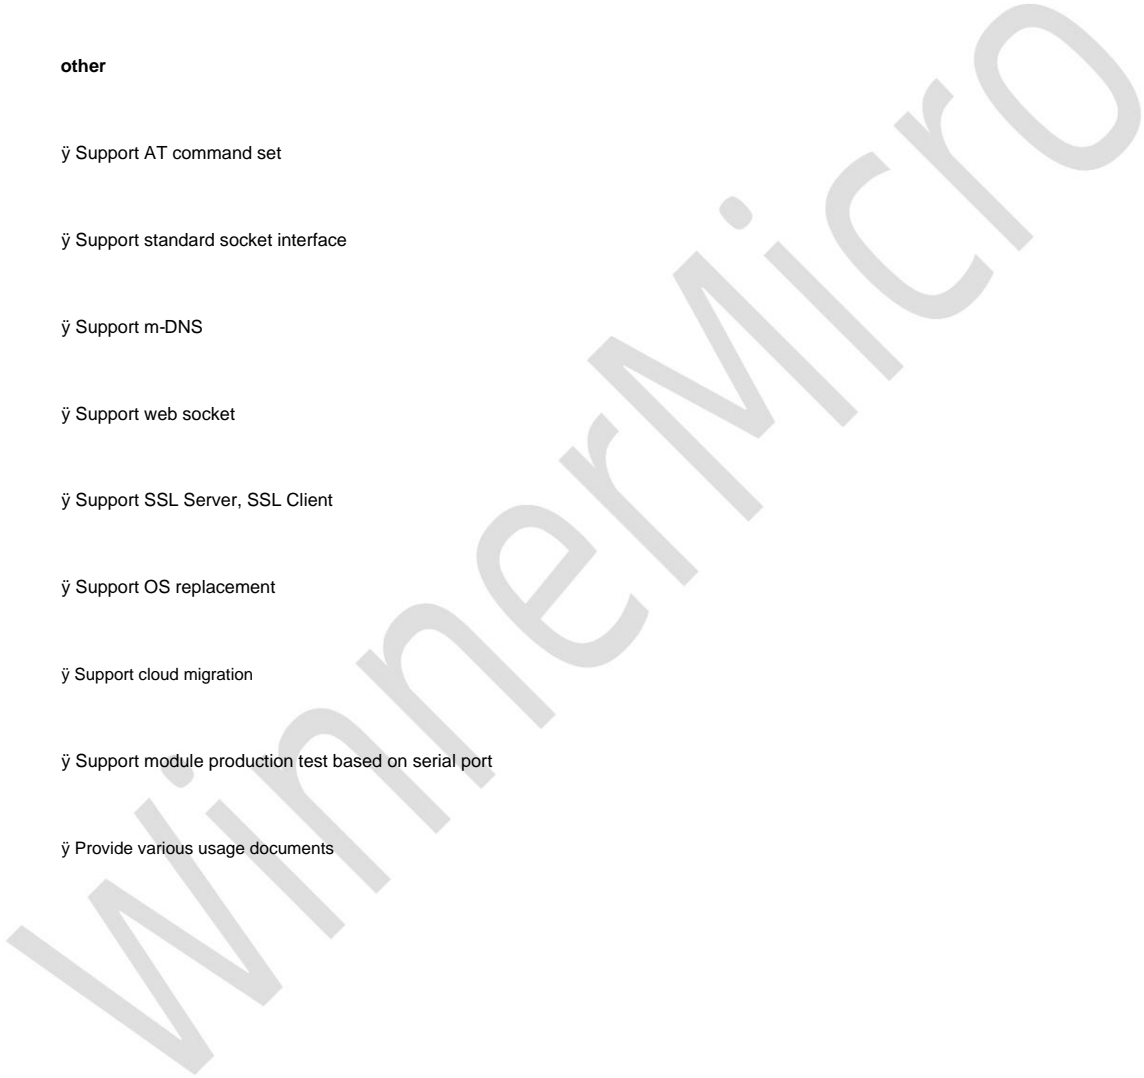 other
ÿ Support AT command set
ÿ Support standard socket interface
ÿ Support m-DNS
ÿ Support web socket
ÿ Support SSL Server, SSL Client
ÿ Support OS replacement
ÿ Support cloud migration
ÿ Support module production test based on serial port
ÿ Provide various usage documents
WinnerMicro